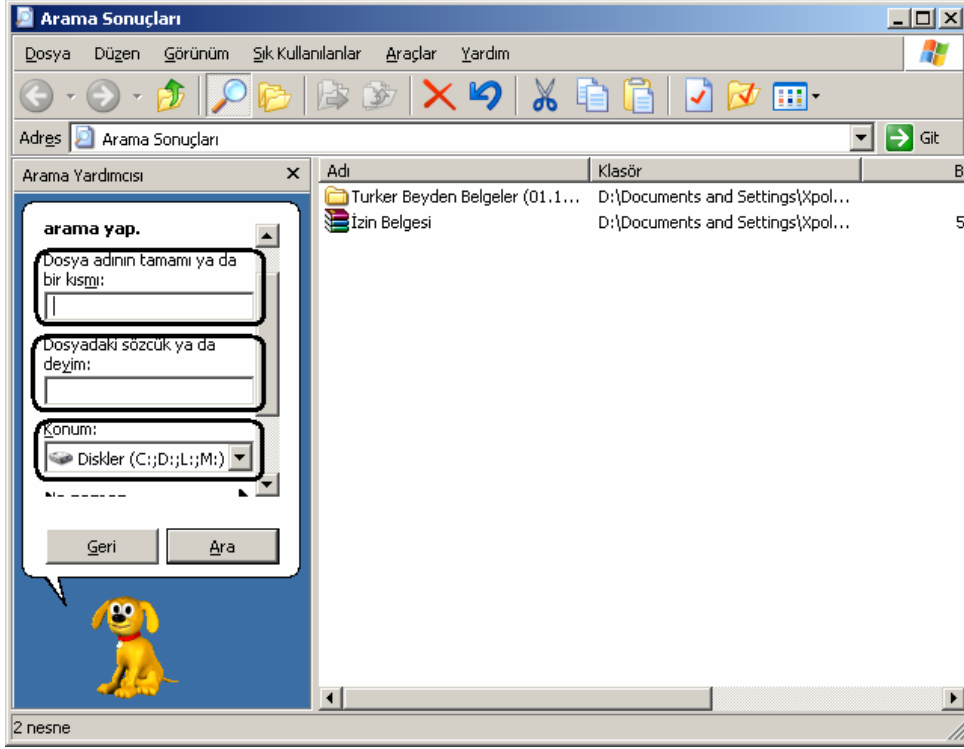 Arama Sonuçları
Dosya Düzen Görünüm Sık Kullanılanlar Araçlar Yardım
Adres Arama Sonuçları Git
Arama Yardımcısı
arama yap.
Dosya adının tamamı ya da
bir kısmı:
Dosyadaki sözcük ya da
deyim:
Konum:
Diskler (C:;D:;L:;M:)
Geri Ara
Adı Klasör B
Turker Beyden Belgeler (01.1... D:\Documents and Settings\Xpol...
İzin Belgesi D:\Documents and Settings\Xpol... 5
2 nesne